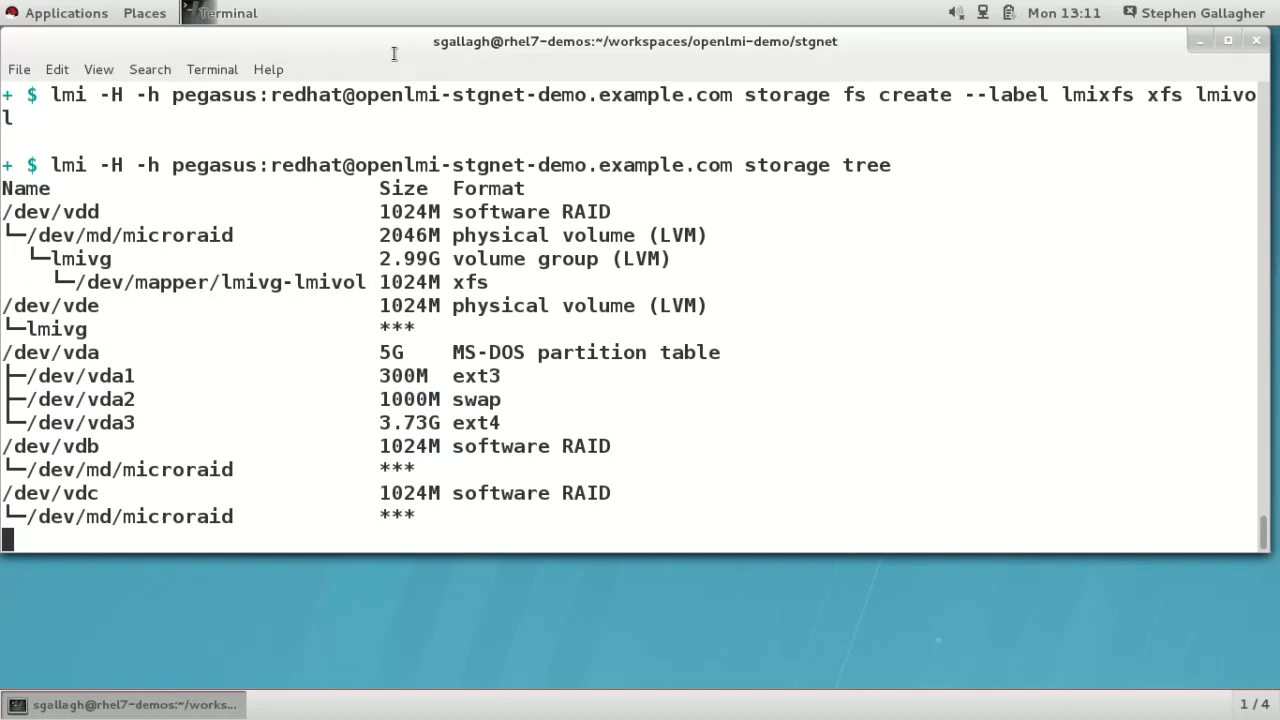 Applications Places Terminal Mon 13:11 Stephen Gallagher
sgallagh@rhel7-demos:~/workspaces/openlmi-demo/stgnet
File Edit View Search Terminal Help
+ $ lmi -H -h pegasus:redhat@openlmi-stgnet-demo.example.com storage fs create --label lmixfs xfs lmivo
l
+ $ lmi -H -h pegasus:redhat@openlmi-stgnet-demo.example.com storage tree
Name Size Format
/dev/vdd 1024M software RAID
└─/dev/md/microraid 2046M physical volume (LVM)
└─lmivg 2.99G volume group (LVM)
└─/dev/mapper/lmivg-lmivol 1024M xfs
/dev/vde 1024M physical volume (LVM)
└─lmivg ***
/dev/vda 5G MS-DOS partition table
├─/dev/vda1 300M ext3
├─/dev/vda2 1000M swap
└─/dev/vda3 3.73G ext4
/dev/vdb 1024M software RAID
└─/dev/md/microraid ***
/dev/vdc 1024M software RAID
└─/dev/md/microraid ***
sgallagh@rhel7-demos:~/works... 1 / 4